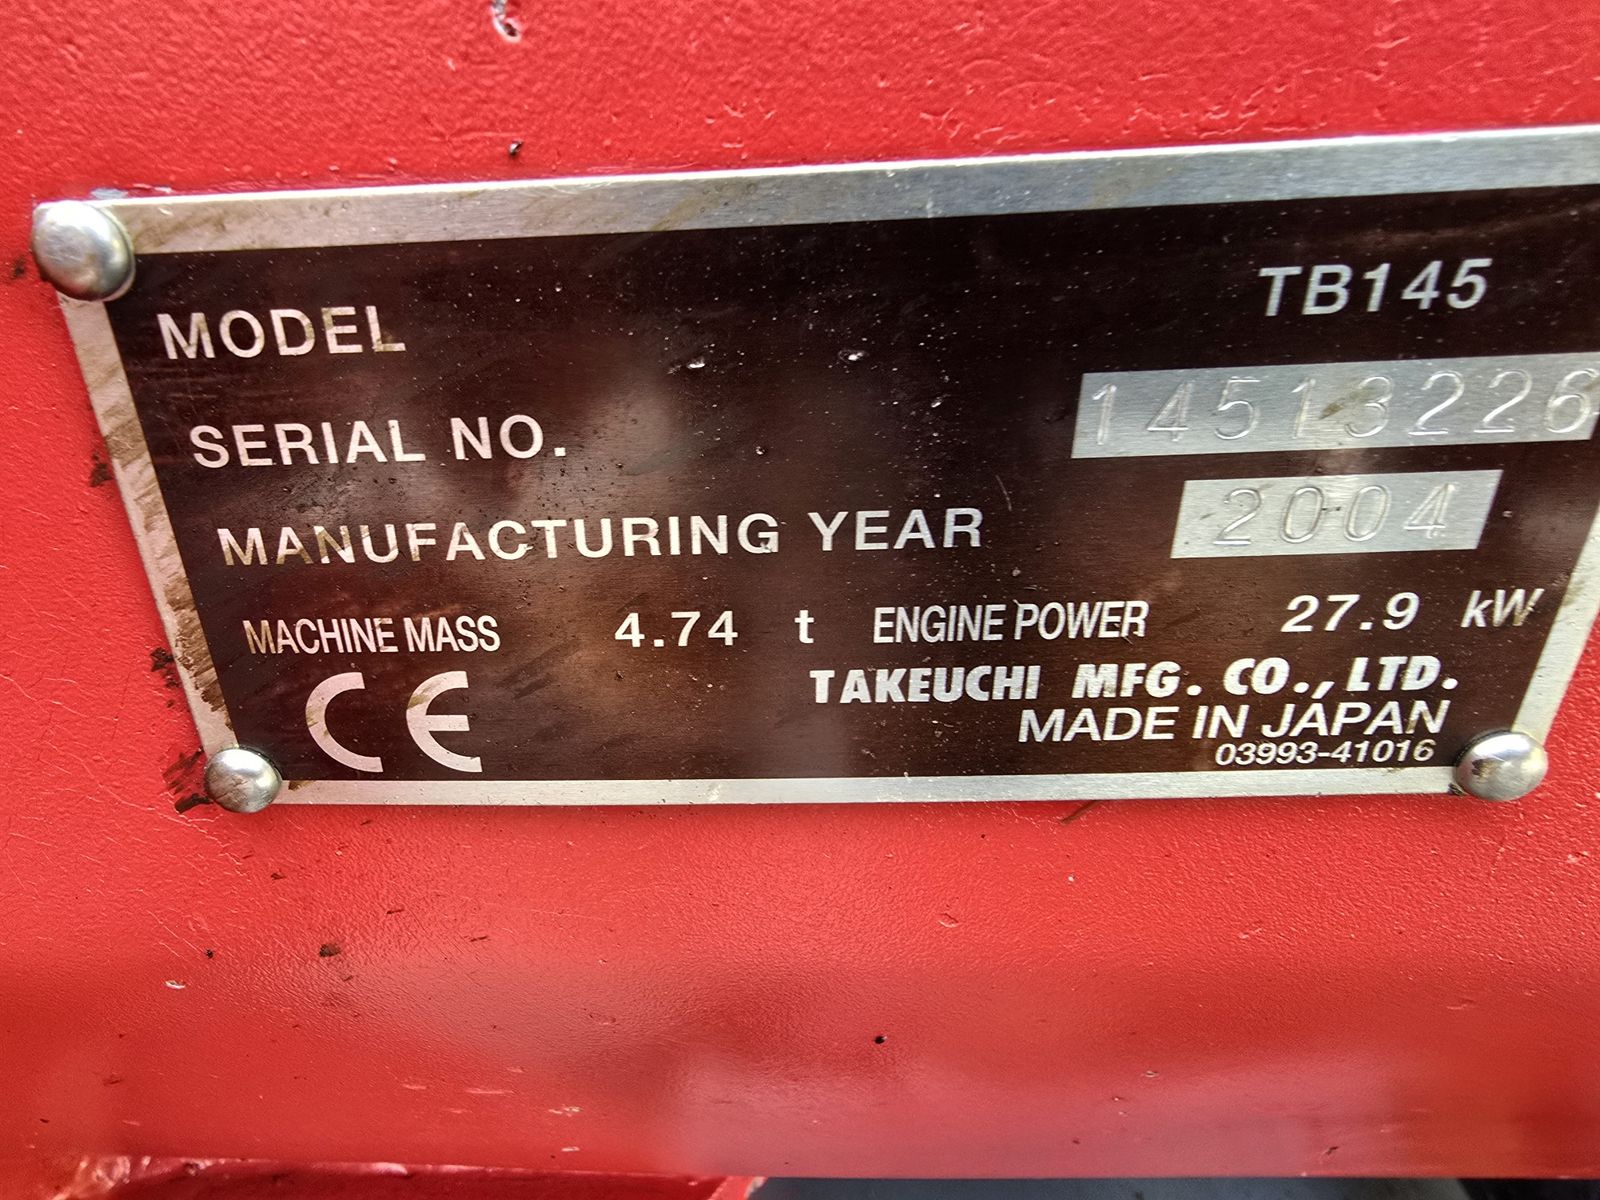 MODEL TB145
SERIAL NO. 14513226
MANUFACTURING YEAR 2004
MACHINE MASS 4.74 t ENGINE POWER 27.9 kW
CE TAKEUCHI MFG. CO., LTD.
MADE IN JAPAN
03993-41016